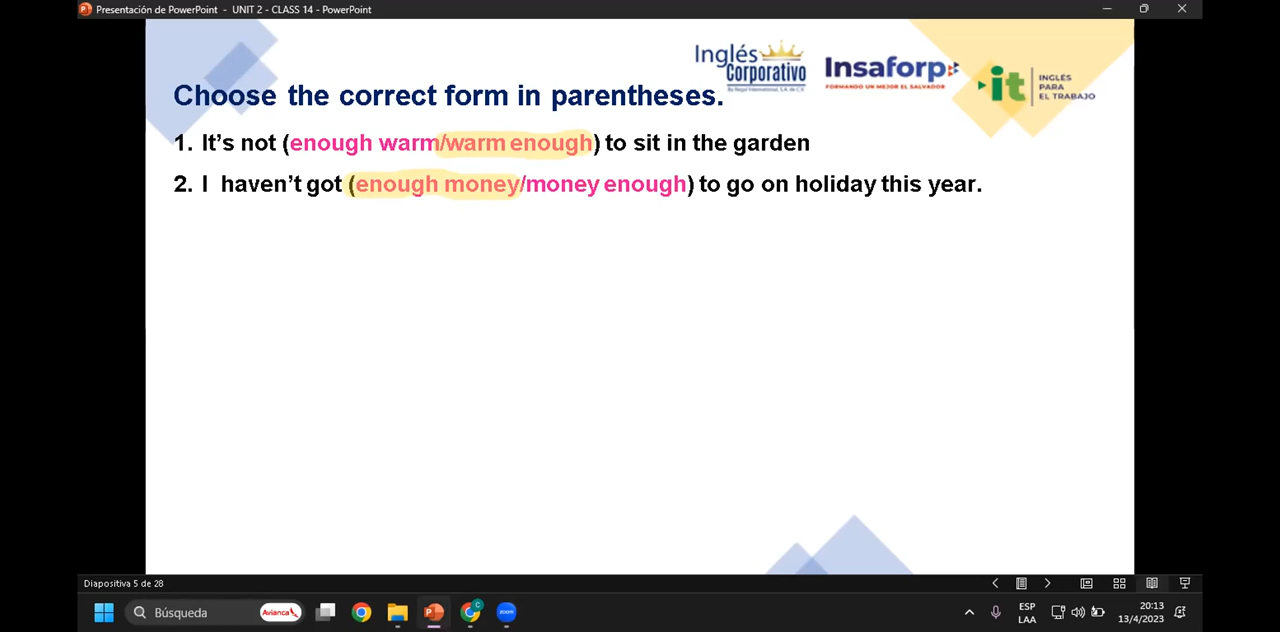 Presentación de PowerPoint - UNIT 2 - CLASS 14 - PowerPoint
Inglés
Corporativo
Insaforp
FORMANDO UN MEJOR EL SALVADOR
it
INGLÉS
PARA
EL TRABAJO
Choose the correct form in parentheses.
1. It's not (enough warm/warm enough) to sit in the garden
2. I haven't got (enough money/money enough) to go on holiday this year.
Diapositiva 5 de 28
Búsqueda
Avianca
zoom
ESP
LAA
20:13
13/4/2023